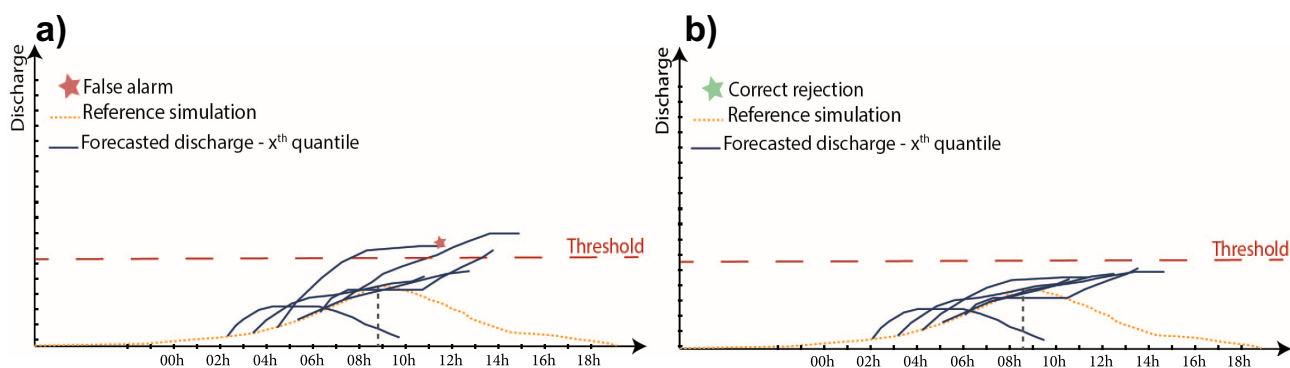 a)
Discharge
False alarm
Reference simulation
Forecasted discharge - xth quantile
Threshold
00h 02h 04h 06h 08h 10h 12h 14h 16h 18h
b)
Discharge
Correct rejection
Reference simulation
Forecasted discharge - xth quantile
Threshold
00h 02h 04h 06h 08h 10h 12h 14h 16h 18h